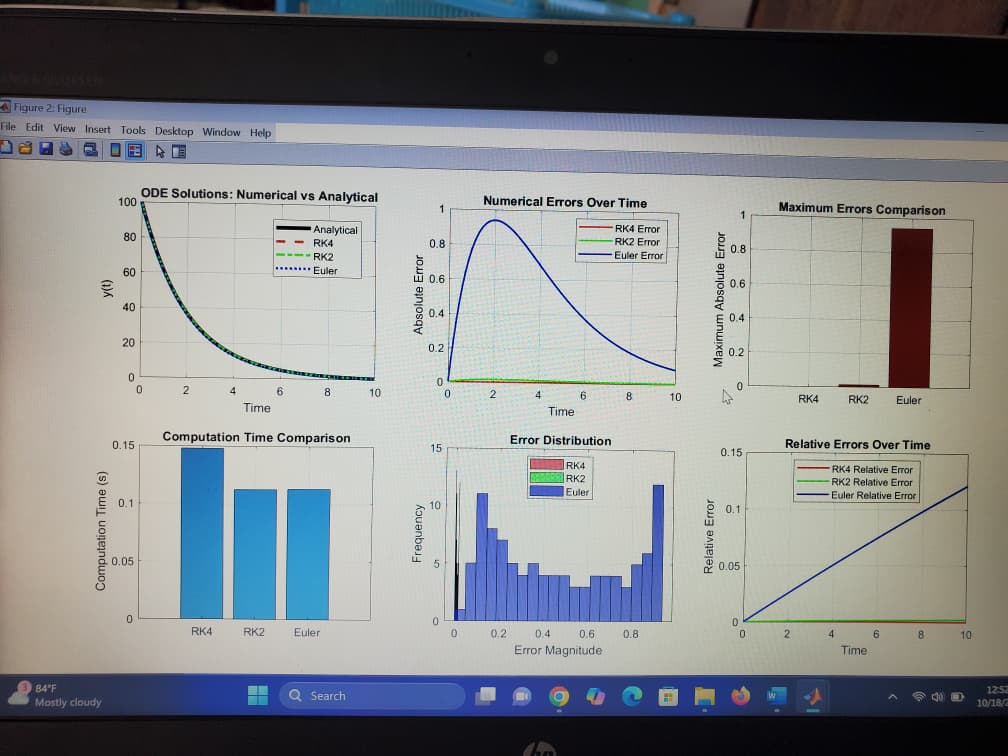 Figure 2: Figure
File Edit View Insert Tools Desktop Window Help
ODE Solutions: Numerical vs Analytical
100
80
60
40
20
0
y(t)
0 2 4 6 8 10
Time
Analytical
RK4
RK2
Euler
Numerical Errors Over Time
1
0.8
0.6
0.4
0.2
0
Absolute Error
0 2 4 6 8 10
Time
RK4 Error
RK2 Error
Euler Error
Maximum Errors Comparison
1
0.8
0.6
0.4
0.2
0
Maximum Absolute Error
RK4 RK2 Euler
Computation Time Comparison
0.15
0.1
0.05
0
Computation Time (s)
RK4 RK2 Euler
Error Distribution
15
10
5
0
Frequency
0 0.2 0.4 0.6 0.8
Error Magnitude
RK4
RK2
Euler
Relative Errors Over Time
0.15
0.1
0.05
0
Relative Error
0 2 4 6 8 10
Time
RK4 Relative Error
RK2 Relative Error
Euler Relative Error
3
84°F
Mostly cloudy
Search
W
12:52
10/18/2
hp